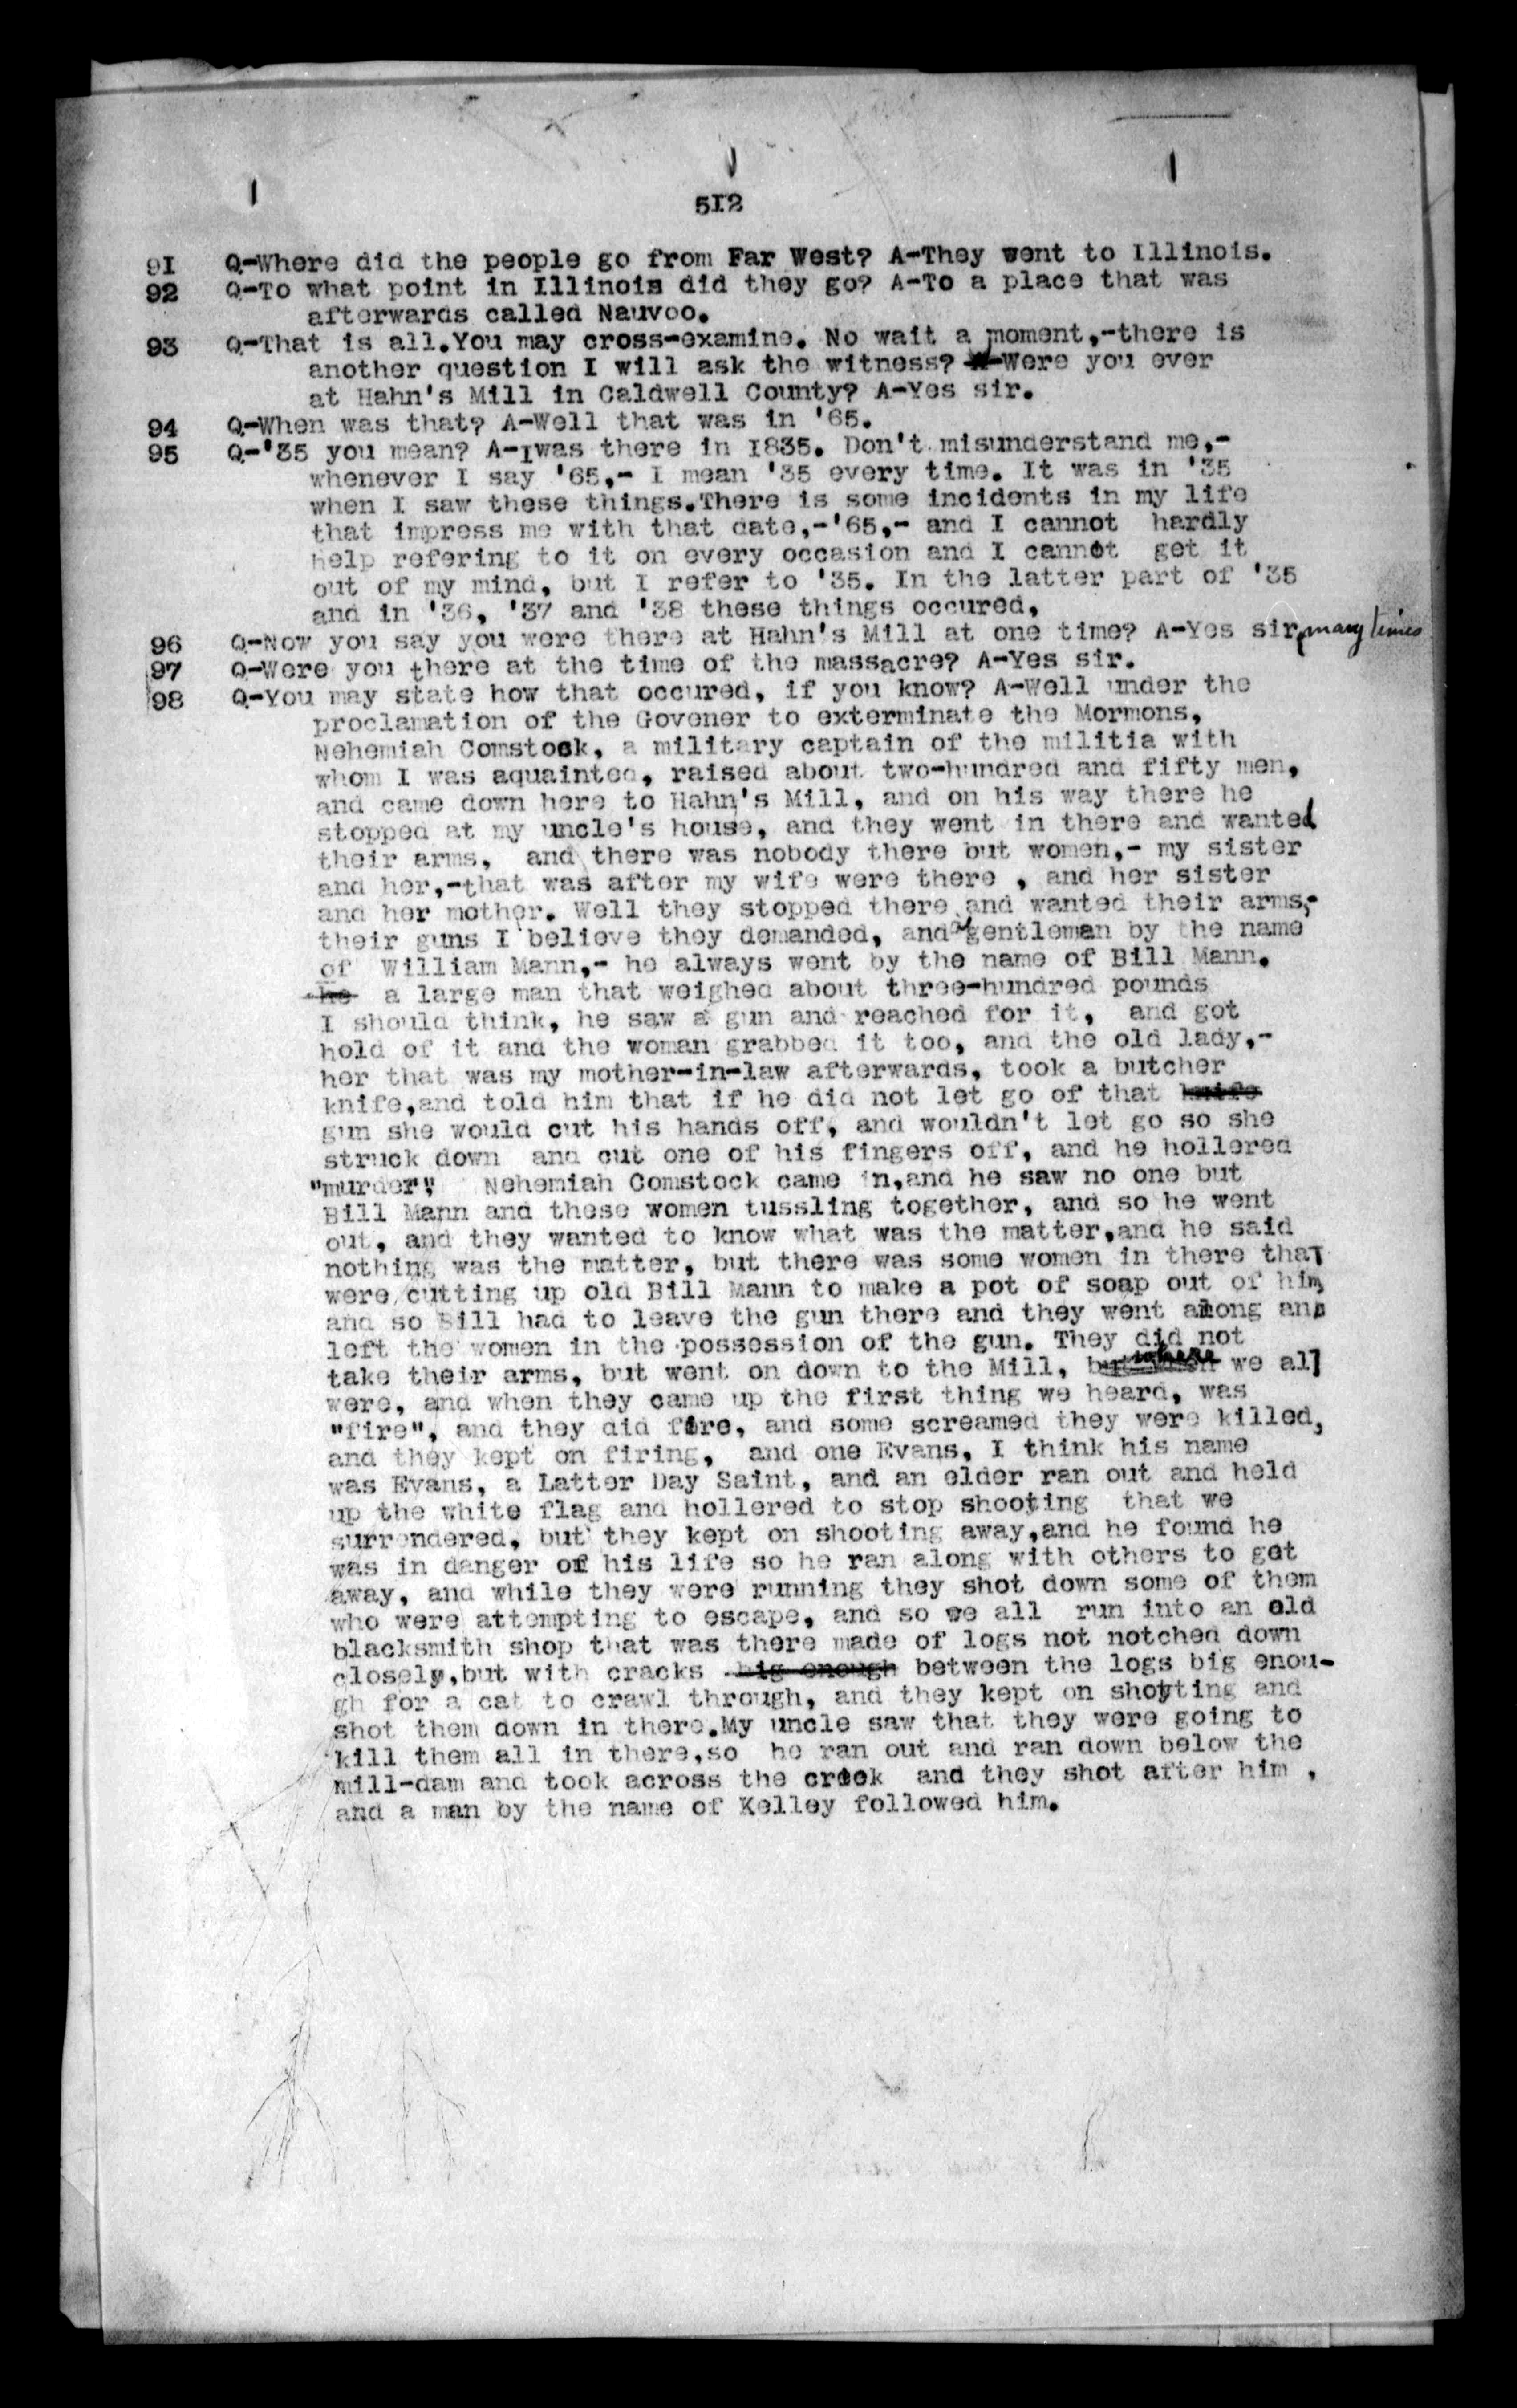 512
91 Q-Where did the people go from Far West? A-They went to Illinois.
92 Q-To what point in Illinois did they go? A-To a place that was
afterwards called Nauvoo.
93 Q-That is all.You may cross-examine. No wait a moment,-there is
another question I will ask the witness? Were you ever
at Hahn's Mill in Caldwell County? A-Yes sir.
94 Q-When was that? A-Well that was in '65.
95 Q-'35 you mean? A-I was there in 1835. Don't misunderstand me,-
whenever I say '65,- I mean '35 every time. It was in '35
when I saw these things.There is some incidents in my life
that impress me with that date,-'65,- and I cannot hardly
help refering to it on every occasion and I cannot get it
out of my mind, but I refer to '35. In the latter part of '35
and in '36, '37 and '38 these things occured,
96 Q-Now you say you were there at Hahn's Mill at one time? A-Yes sir, many times
97 Q-Were you there at the time of the massacre? A-Yes sir.
98 Q-You may state how that occured, if you know? A-Well under the
proclamation of the Govener to exterminate the Mormons,
Nehemiah Comstock, a military captain of the militia with
whom I was aquainted, raised about two-hundred and fifty men,
and came down here to Hahn's Mill, and on his way there he
stopped at my uncle's house, and they went in there and wanted
their arms, and there was nobody there but women,- my sister
and her,-that was after my wife were there , and her sister
and her mother. Well they stopped there and wanted their arms,-
their guns I believe they demanded, and a gentleman by the name
of William Mann,- he always went by the name of Bill Mann.
he a large man that weighed about three-hundred pounds
I should think, he saw a gun and reached for it, and got
hold of it and the woman grabbed it too, and the old lady,-
her that was my mother-in-law afterwards, took a butcher
knife,and told him that if he did not let go of that knife
gun she would cut his hands off, and wouldn't let go so she
struck down and cut one of his fingers off, and he hollered
"murder" Nehemiah Comstock came in,and he saw no one but
Bill Mann and these women tussling together, and so he went
out, and they wanted to know what was the matter,and he said
nothing was the matter, but there was some women in there that
were cutting up old Bill Mann to make a pot of soap out of him,
and so Bill had to leave the gun there and they went along and
left the women in the possession of the gun. They did not
take their arms, but went on down to the Mill, where we all
were, and when they came up the first thing we heard, was
"fire", and they did fire, and some screamed they were killed,
and they kept on firing, and one Evans, I think his name
was Evans, a Latter Day Saint, and an elder ran out and held
up the white flag and hollered to stop shooting that we
surrendered, but they kept on shooting away,and he found he
was in danger of his life so he ran along with others to get
away, and while they were running they shot down some of them
who were attempting to escape, and so we all run into an old
blacksmith shop that was there made of logs not notched down
closely,but with cracks big enough between the logs big enou-
gh for a cat to crawl through, and they kept on shotting and
shot them down in there.My uncle saw that they were going to
kill them all in there,so he ran out and ran down below the
mill-dam and took across the creek and they shot after him ,
and a man by the name of Kelley followed him.